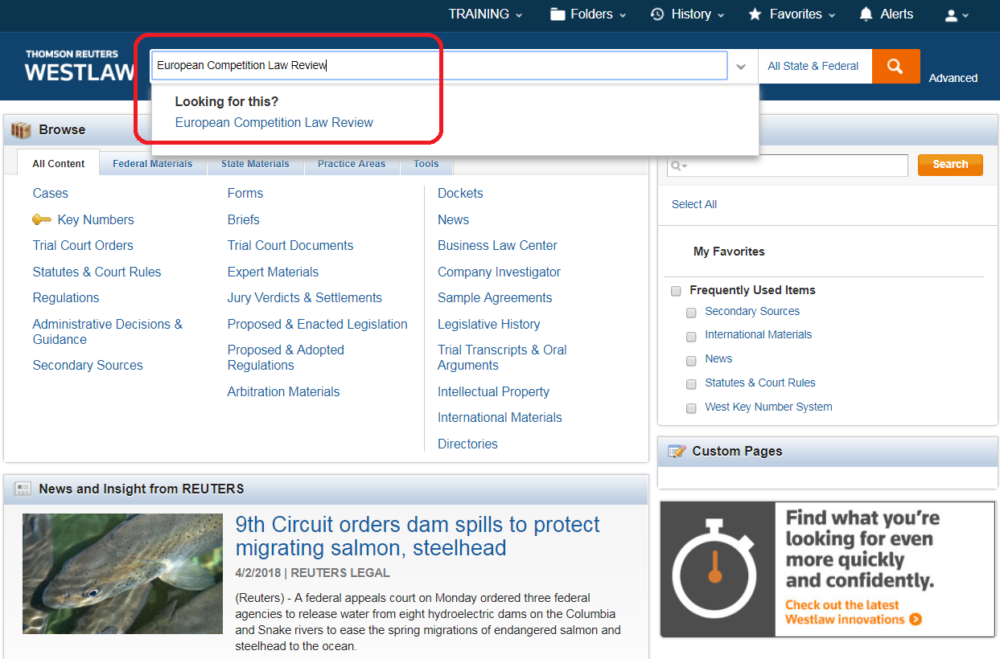 TRAINING
Folders
History
Favorites
Alerts
THOMSON REUTERS
WESTLAW
European Competition Law Review
All State & Federal
Advanced
Looking for this?
European Competition Law Review
Browse
All Content
Federal Materials
State Materials
Practice Areas
Tools
Cases
Key Numbers
Trial Court Orders
Statutes & Court Rules
Regulations
Administrative Decisions &
Guidance
Secondary Sources
Forms
Briefs
Trial Court Documents
Expert Materials
Jury Verdicts & Settlements
Proposed & Enacted Legislation
Proposed & Adopted
Regulations
Arbitration Materials
Dockets
News
Business Law Center
Company Investigator
Sample Agreements
Legislative History
Trial Transcripts & Oral
Arguments
Intellectual Property
International Materials
Directories
Search
Select All
My Favorites
Frequently Used Items
Secondary Sources
International Materials
News
Statutes & Court Rules
West Key Number System
Custom Pages
News and Insight from REUTERS
9th Circuit orders dam spills to protect
migrating salmon, steelhead
4/2/2018 | REUTERS LEGAL
(Reuters) - A federal appeals court on Monday ordered three federal
agencies to release water from eight hydroelectric dams on the Columbia
and Snake rivers to ease the spring migrations of endangered salmon and
steelhead to the ocean.
Find what you're
looking for even
more quickly
and confidently.
Check out the latest
Westlaw innovations